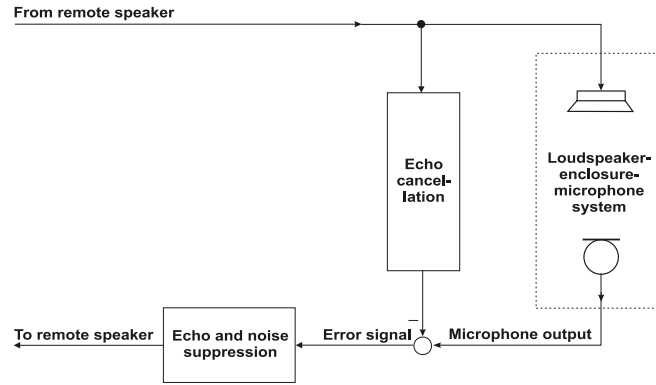 From remote speaker
Echo
cancel-
lation
Loudspeaker-
enclosure-
microphone
system
To remote speaker
Echo and noise
suppression
Error signal
–
Microphone output